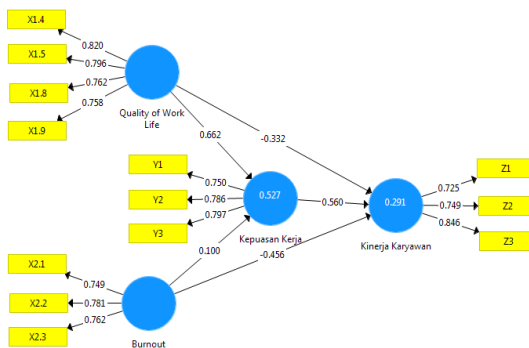 X1.4
0.820
X1.5
0.796
X1.8
0.762
X1.9
0.758
Quality of Work
Life
0.662
-0.332
Y1
0.750
Y2
0.786
Y3
0.797
0.527
Kepuasan Kerja
0.560
0.291
Kinerja Karyawan
Z1
0.725
Z2
0.749
Z3
0.846
0.100
-0.456
X2.1
0.749
X2.2
0.781
X2.3
0.762
Burnout